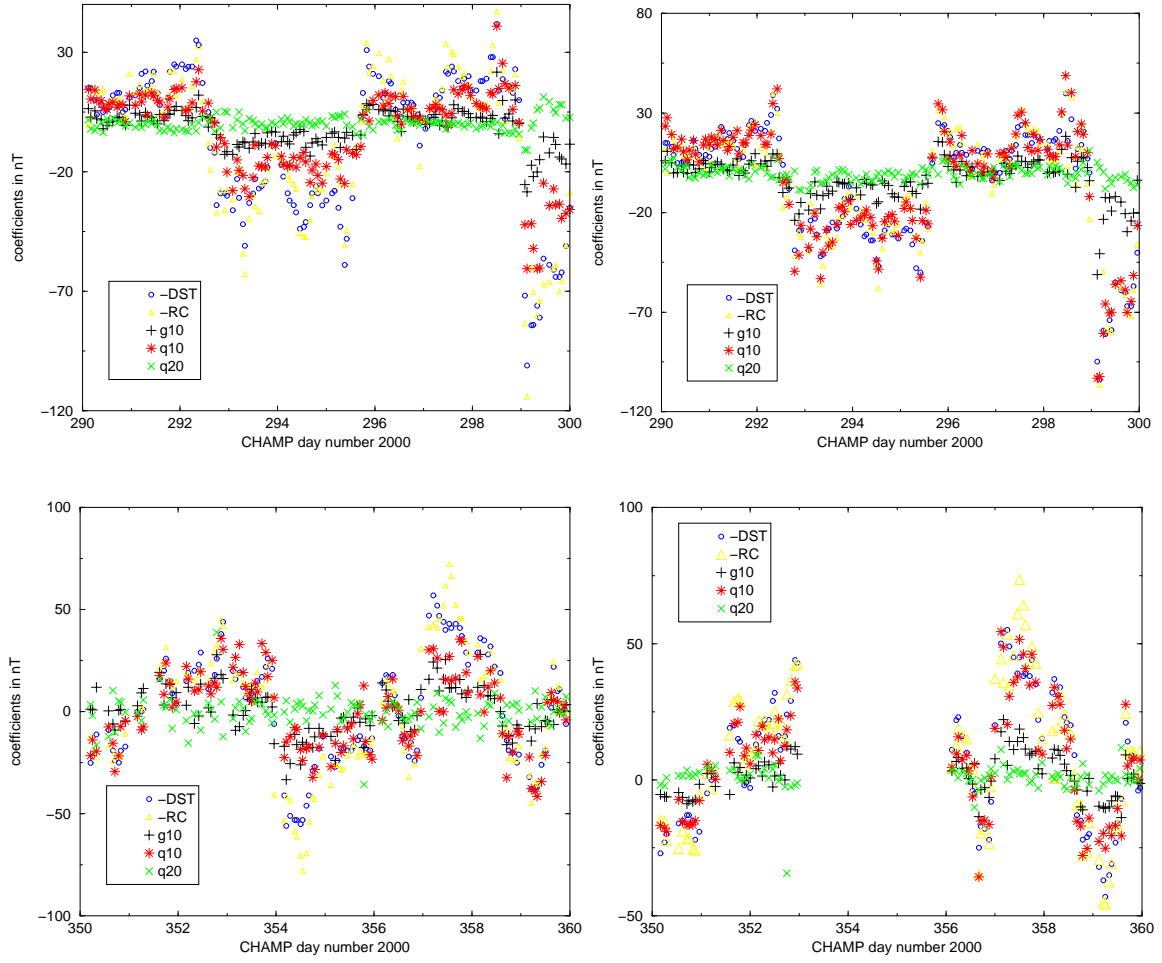 30
−20
−70
−120
coefficients in nT
−DST
−RC
g10
q10
q20
290 292 294 296 298 300
CHAMP day number 2000
80
30
−20
−70
−120
coefficients in nT
−DST
−RC
g10
q10
q20
290 292 294 296 298 300
CHAMP day number 2000
100
50
0
−50
−100
coefficients in nT
−DST
−RC
g10
q10
q20
350 352 354 356 358 360
CHAMP day number 2000
100
50
0
−50
coefficients in nT
−DST
−RC
g10
q10
q20
350 352 354 356 358 360
CHAMP day number 2000